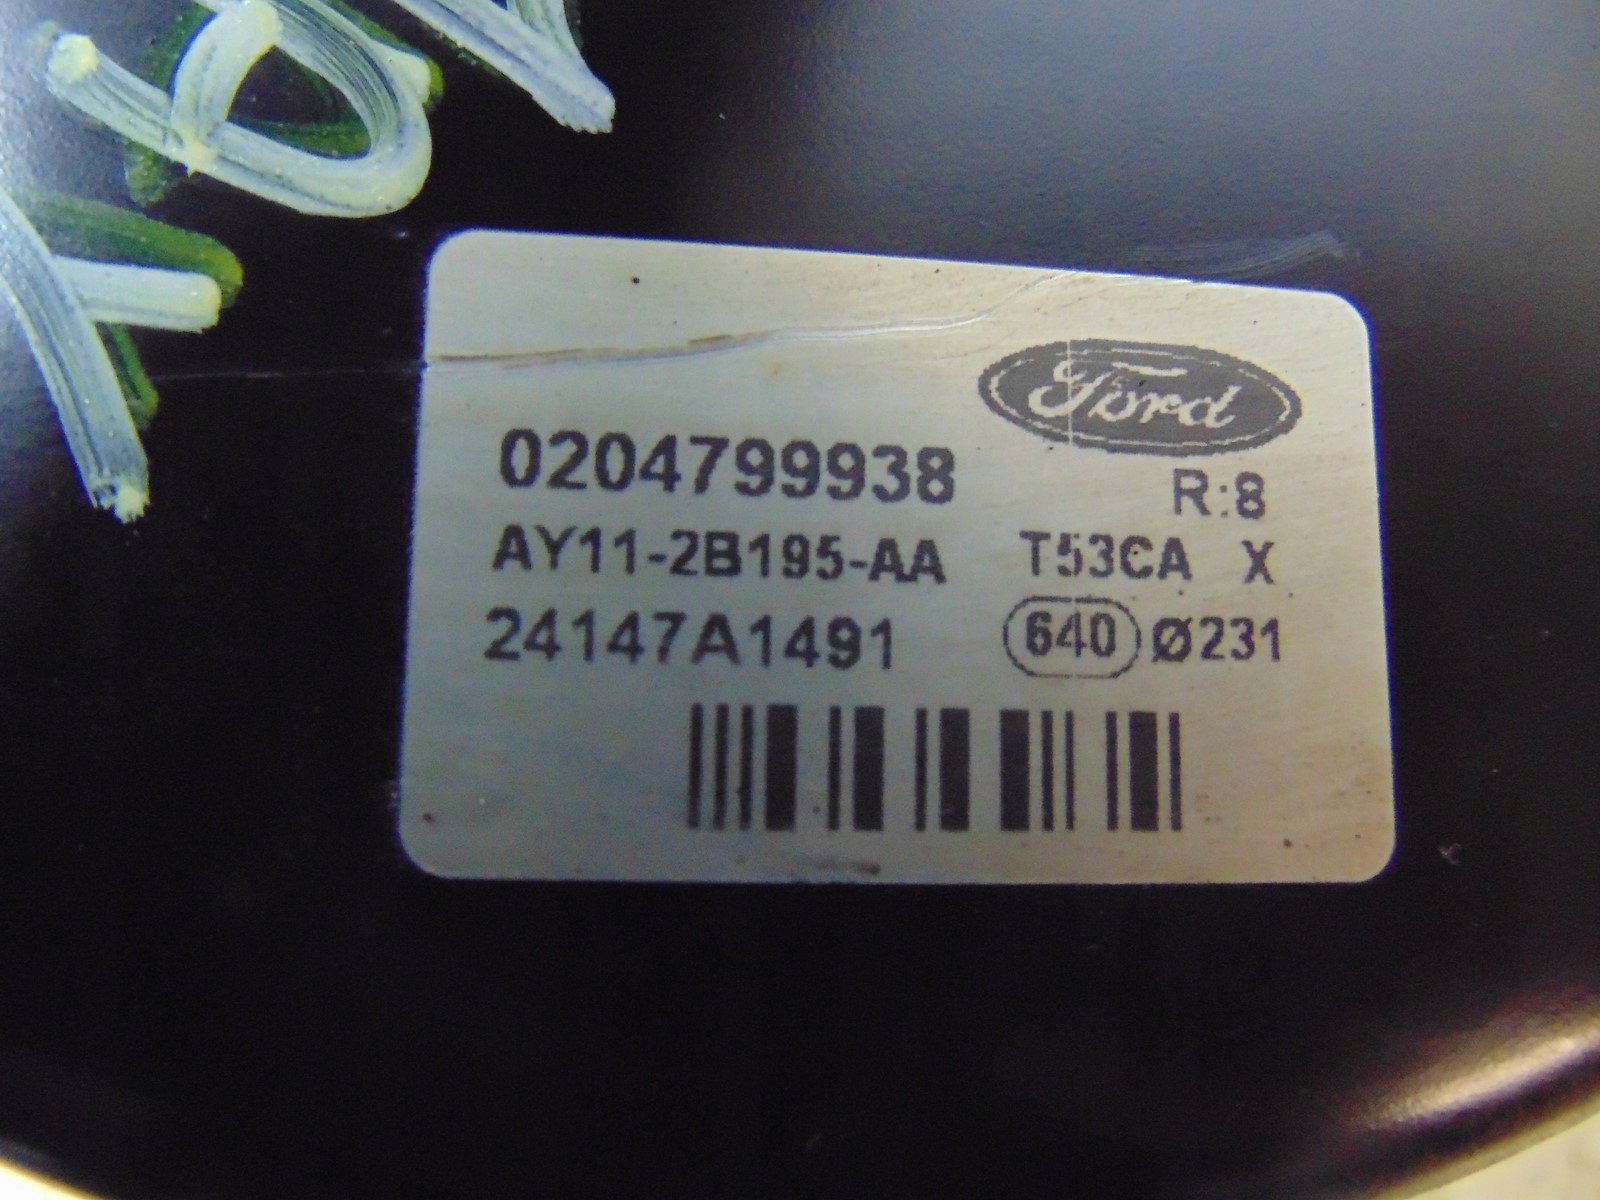 Ford
0204799938 R:8
AY11-2B195-AA T53CA X
24147A1491 640 Ø231